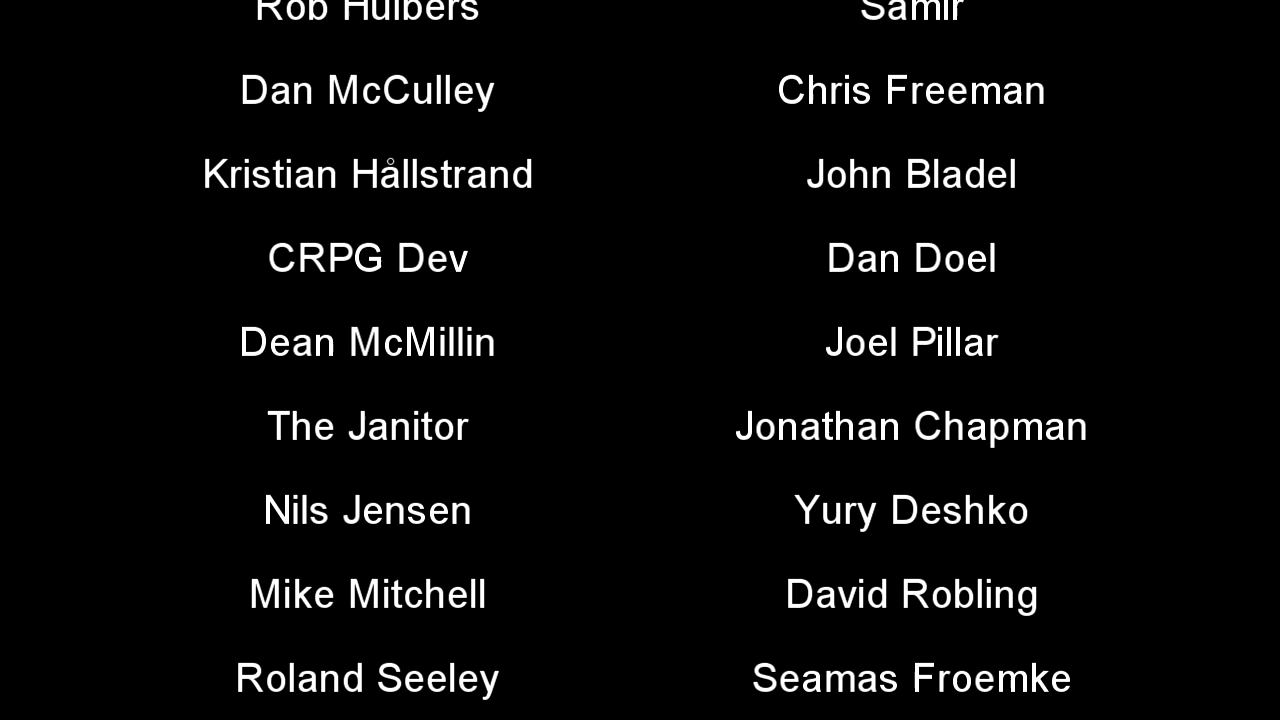 Rob Hulbers Samir
Dan McCulley Chris Freeman
Kristian Hållstrand John Bladel
CRPG Dev Dan Doel
Dean McMillin Joel Pillar
The Janitor Jonathan Chapman
Nils Jensen Yury Deshko
Mike Mitchell David Robling
Roland Seeley Seamas Froemke